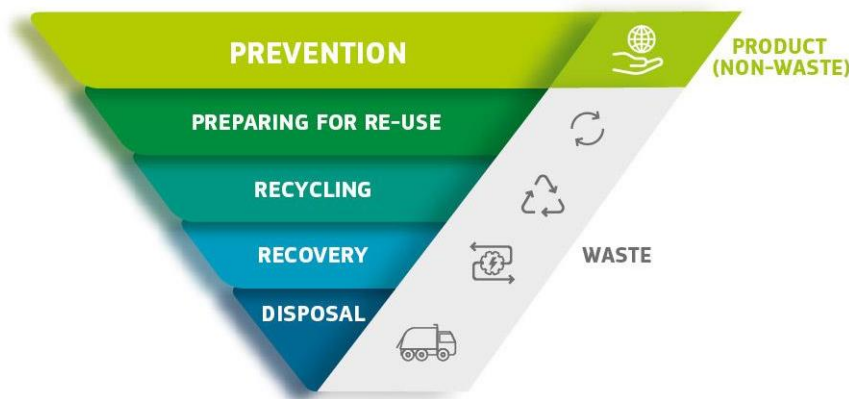 PREVENTION
PRODUCT
(NON-WASTE)
PREPARING FOR RE-USE
RECYCLING
RECOVERY
WASTE
DISPOSAL